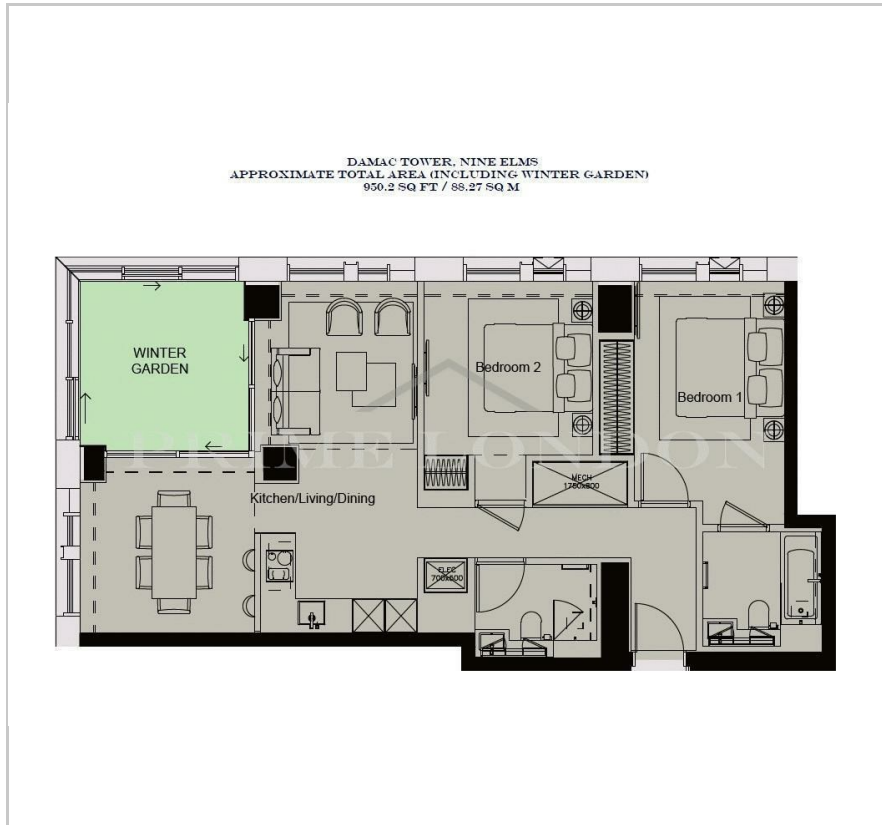 DAMAC TOWER, NINE ELMS
APPROXIMATE TOTAL AREA (INCLUDING WINTER GARDEN)
950.2 SQ FT / 88.27 SQ M
WINTER
GARDEN
Bedroom 2
Bedroom 1
PRIME LONDON
MECH
1750x800
Kitchen/Living/Dining
ELEC
700x600